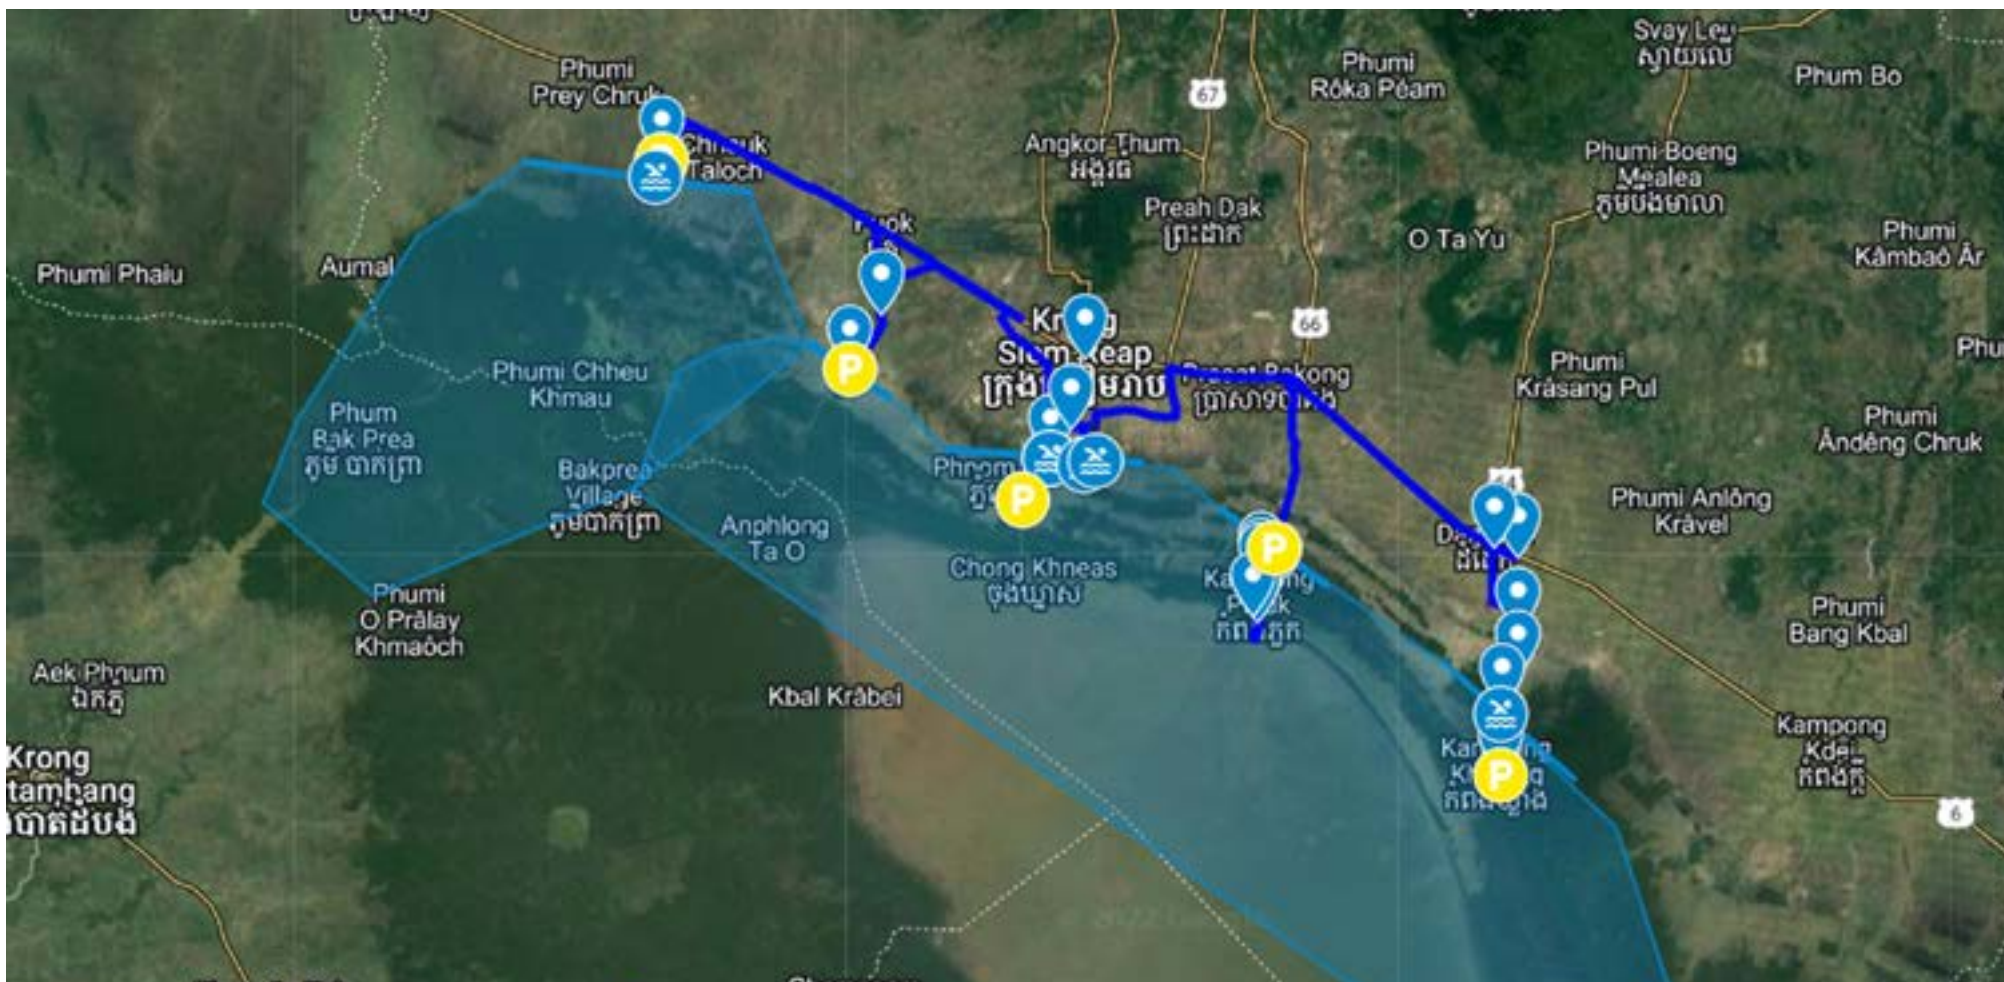 Phumi
Prey Chruk
Svay Leu
ស្វាយលើ
Phumi
Rôka Pêam
Phum Bo
67
Taloch
Angkor Thum
អង្គរធំ
Phumi Boeng
Mealea
ភូមិបឹងមាលា
Preah Dak
ព្រះដាក់
O Ta Yu
Phumi
Kâmbaô Âr
Phumi Phalu
Aumal
Krong
Siem Reap
66
Phumi Chheu
Khmau
Phumi
Krâsang Pul
Phum
Bak Prea
ភូមិ បាក់ព្រា
Phumi
Ândêng Chruk
Bakprea
Village
ភូមិបាក់ព្រា
P
Anphlong
Ta O
P
Phumi Anlông
Krâvel
Chong Khneas
ចុងឃ្នាស
P
Phumi
O Prâlay
Khmaôch
Phumi
Bang Kbal
Aek Phnum
ឯកភ្នំ
Kbal Krâbei
Kampong
Kdei
កំពង់ក្តី
P
Krong
6